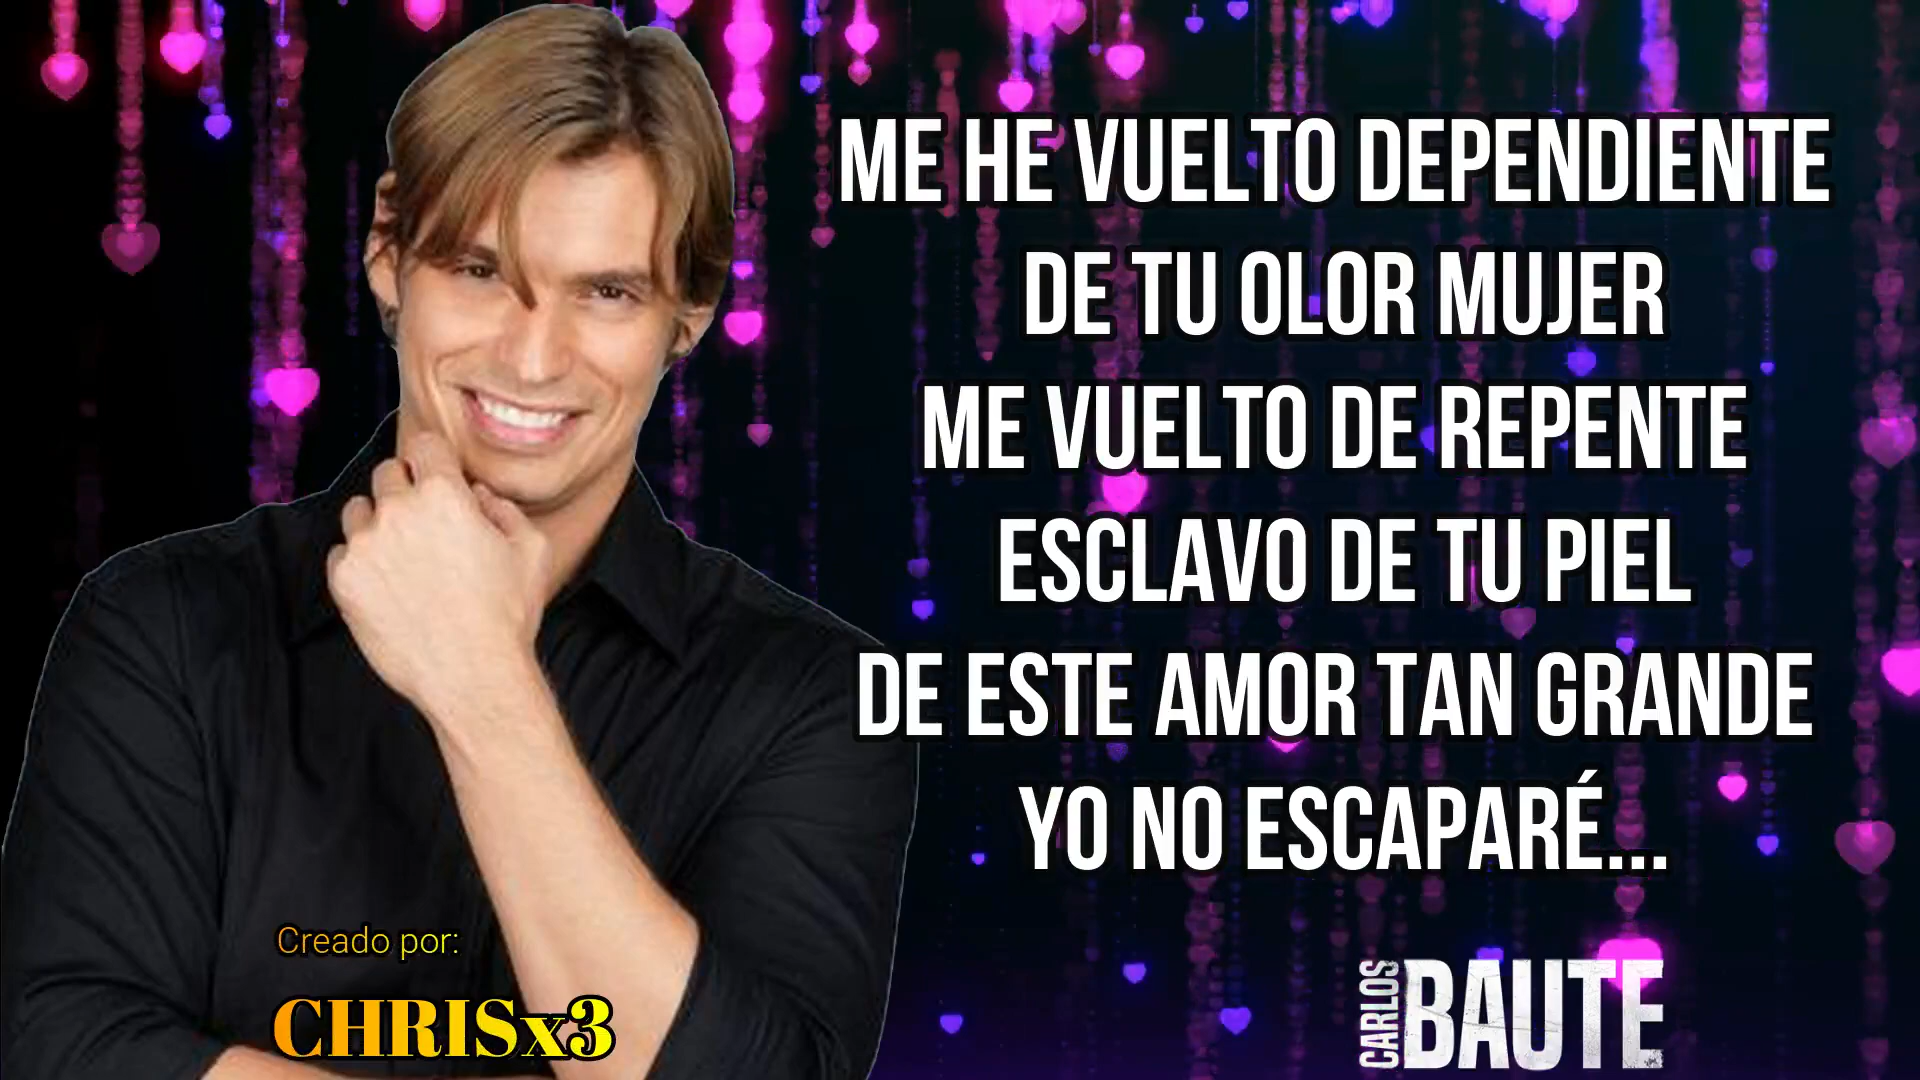 ME HE VUELTO DEPENDIENTE
DE TU OLOR MUJER
ME VUELTO DE REPENTE
ESCLAVO DE TU PIEL
DE ESTE AMOR TAN GRANDE
YO NO ESCAPARÉ...
Creado por:
CHRISx3
CARLOS
BAUTE